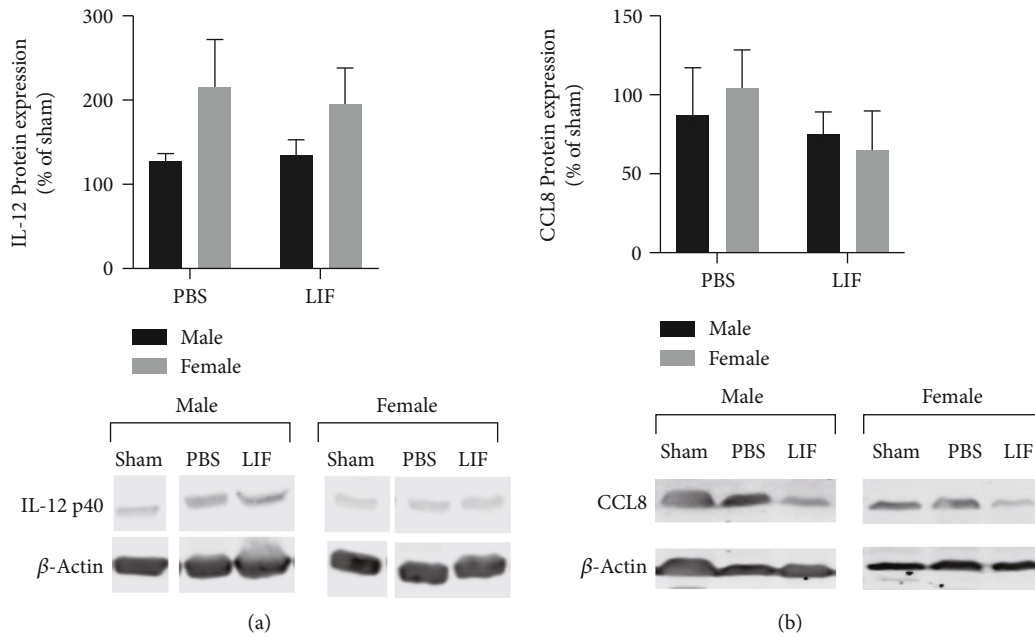 300
200
100
0
IL-12 Protein expression
(% of sham)
PBS LIF
Male
Female
Male Female
Sham PBS LIF Sham PBS LIF
IL-12 p40
β-Actin
(a)
150
100
50
0
CCL8 Protein expression
(% of sham)
PBS LIF
Male
Female
Male Female
Sham PBS LIF Sham PBS LIF
CCL8
β-Actin
(b)